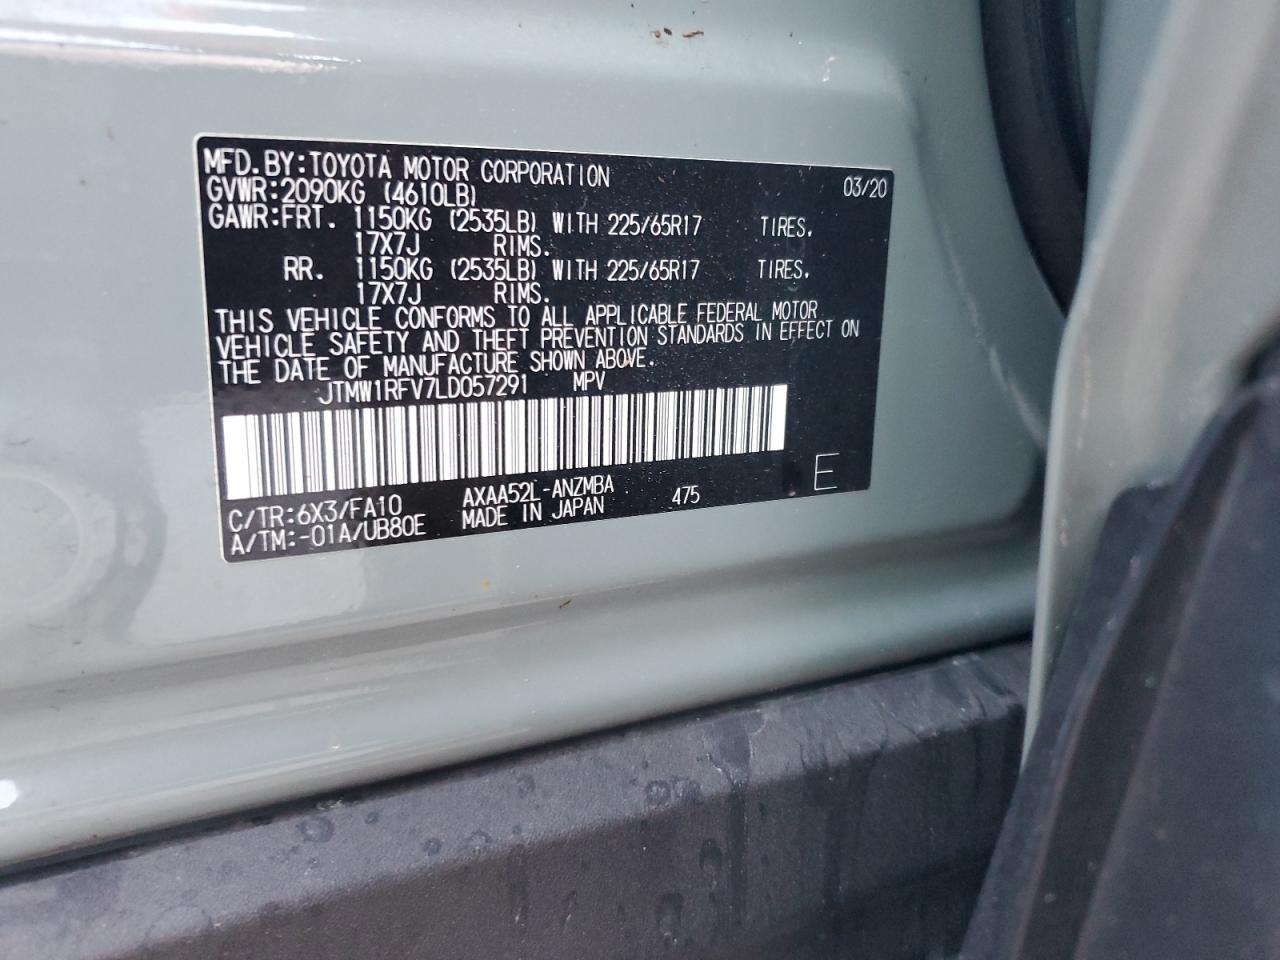 MFD.BY:TOYOTA MOTOR CORPORATION 03/20
GVWR:2090KG (4610LB)
GAWR:FRT. 1150KG (2535LB) WITH 225/65R17 TIRES.
17X7J RIMS.
RR. 1150KG (2535LB) WITH 225/65R17 TIRES.
17X7J RIMS.
THIS VEHICLE CONFORMS TO ALL APPLICABLE FEDERAL MOTOR
VEHICLE SAFETY AND THEFT PREVENTION STANDARDS IN EFFECT ON
THE DATE OF MANUFACTURE SHOWN ABOVE.
JTMW1RFV7LD057291 MPV
C/TR:6X3/FA10 AXAA52L-ANZMBA 475 E
A/TM:-01A/UB80E MADE IN JAPAN